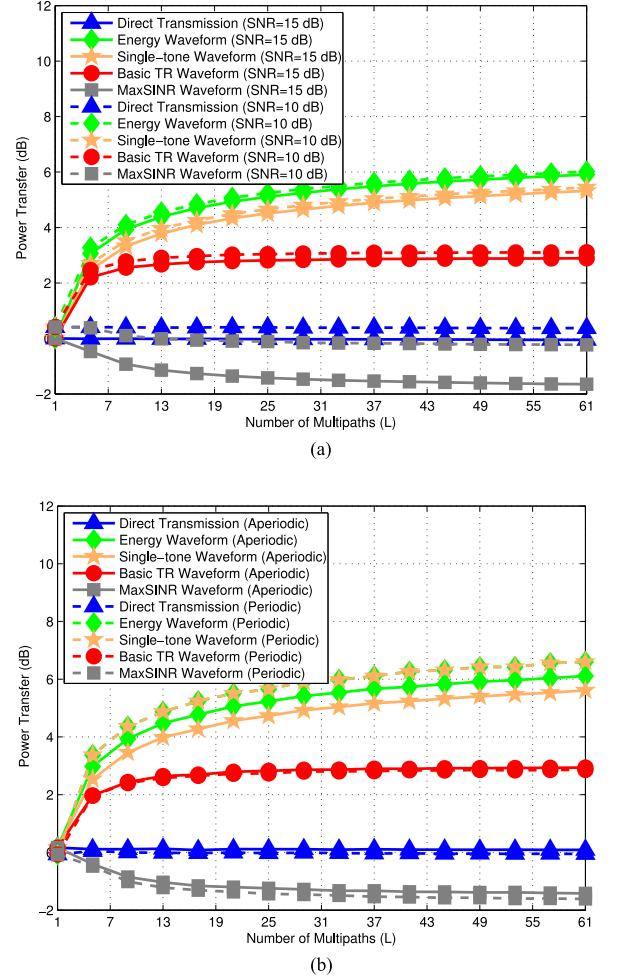 12
10
8
6
4
2
0
−2
Power Transfer (dB)
Direct Transmission (SNR=15 dB)
Energy Waveform (SNR=15 dB)
Single−tone Waveform (SNR=15 dB)
Basic TR Waveform (SNR=15 dB)
MaxSINR Waveform (SNR=15 dB)
Direct Transmission (SNR=10 dB)
Energy Waveform (SNR=10 dB)
Single−tone Waveform (SNR=10 dB)
Basic TR Waveform (SNR=10 dB)
MaxSINR Waveform (SNR=10 dB)
1 7 13 19 25 31 37 43 49 55 61
Number of Multipaths (L)
(a)
12
10
8
6
4
2
0
−2
Power Transfer (dB)
Direct Transmission (Aperiodic)
Energy Waveform (Aperiodic)
Single−tone Waveform (Aperiodic)
Basic TR Waveform (Aperiodic)
MaxSINR Waveform (Aperiodic)
Direct Transmission (Periodic)
Energy Waveform (Periodic)
Single−tone Waveform (Periodic)
Basic TR Waveform (Periodic)
MaxSINR Waveform (Periodic)
1 7 13 19 25 31 37 43 49 55 61
Number of Multipaths (L)
(b)